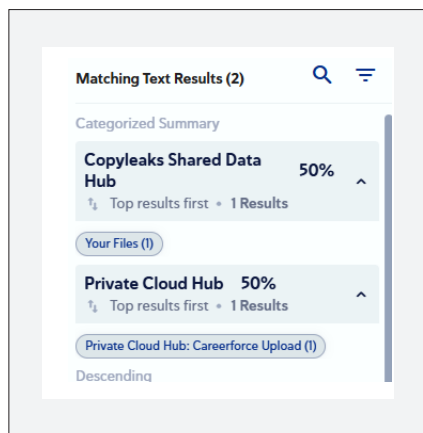 Matching Text Results (2)
Categorized Summary
Copyleaks Shared Data
Hub
50%
Top results first • 1 Results
Your Files (1)
Private Cloud Hub 50%
Top results first • 1 Results
Private Cloud Hub: Careerforce Upload (1)
Descending